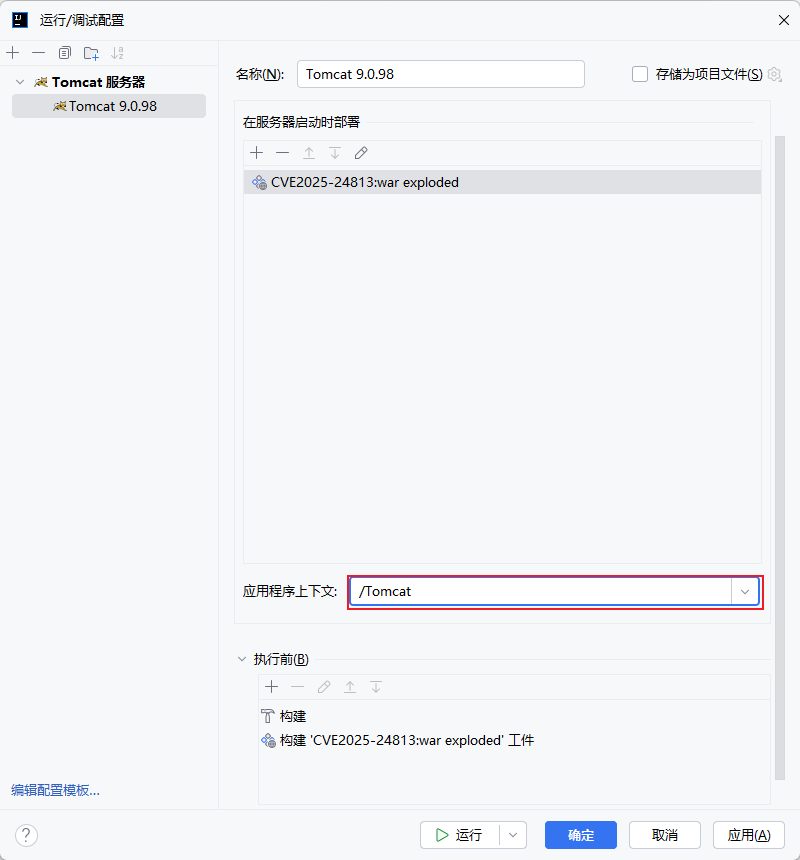 运行/调试配置
名称(N):
Tomcat 9.0.98
存储为项目文件(S)
Tomcat 服务器
Tomcat 9.0.98
在服务器启动时部署
CVE2025-24813:war exploded
应用程序上下文:
/Tomcat
执行前(B)
构建
构建 'CVE2025-24813:war exploded' 工件
编辑配置模板...
?
运行
确定
取消
应用(A)